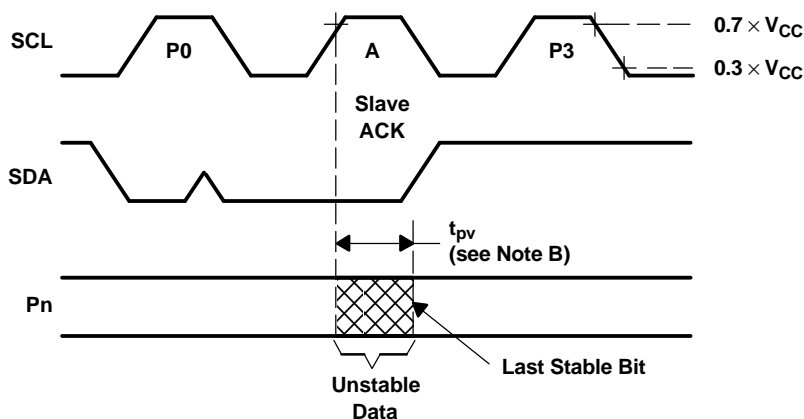 SCL
P0
A
P3
0.7 × VCC
0.3 × VCC
Slave
ACK
SDA
tpv
(see Note B)
Pn
Last Stable Bit
Unstable
Data